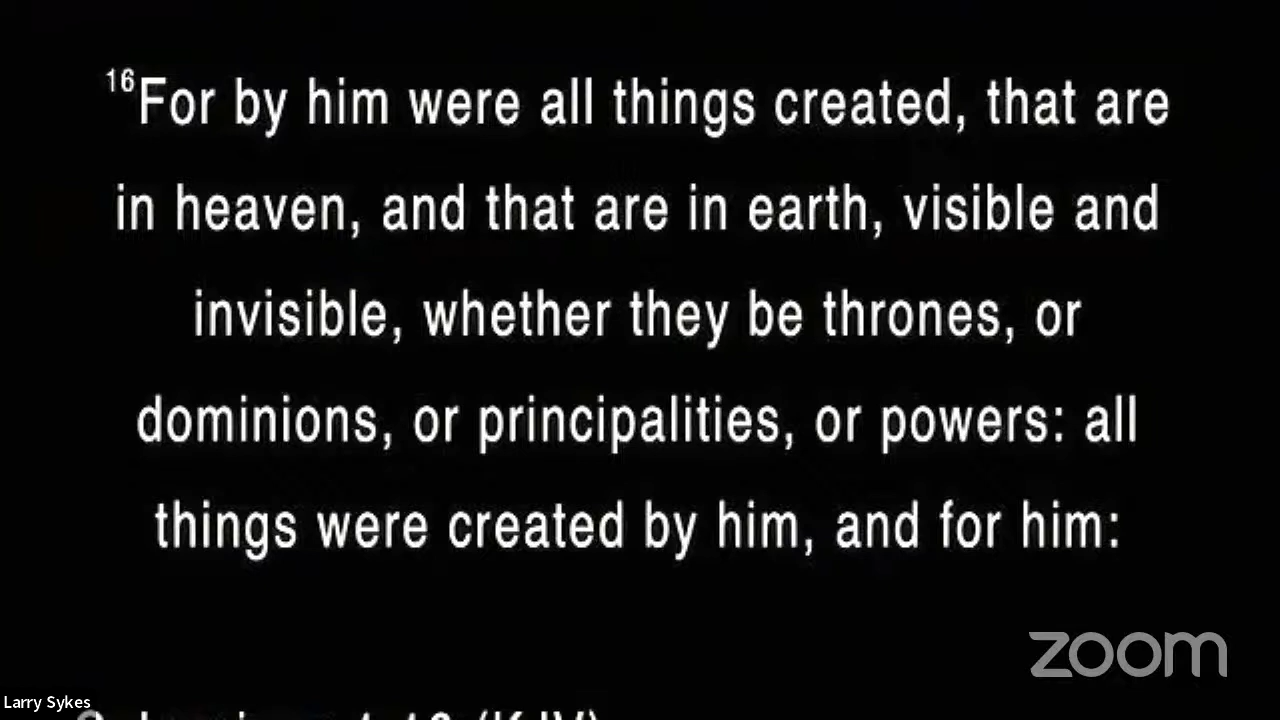 16For by him were all things created, that are
in heaven, and that are in earth, visible and
invisible, whether they be thrones, or
dominions, or principalities, or powers: all
things were created by him, and for him:
zoom
Larry Sykes